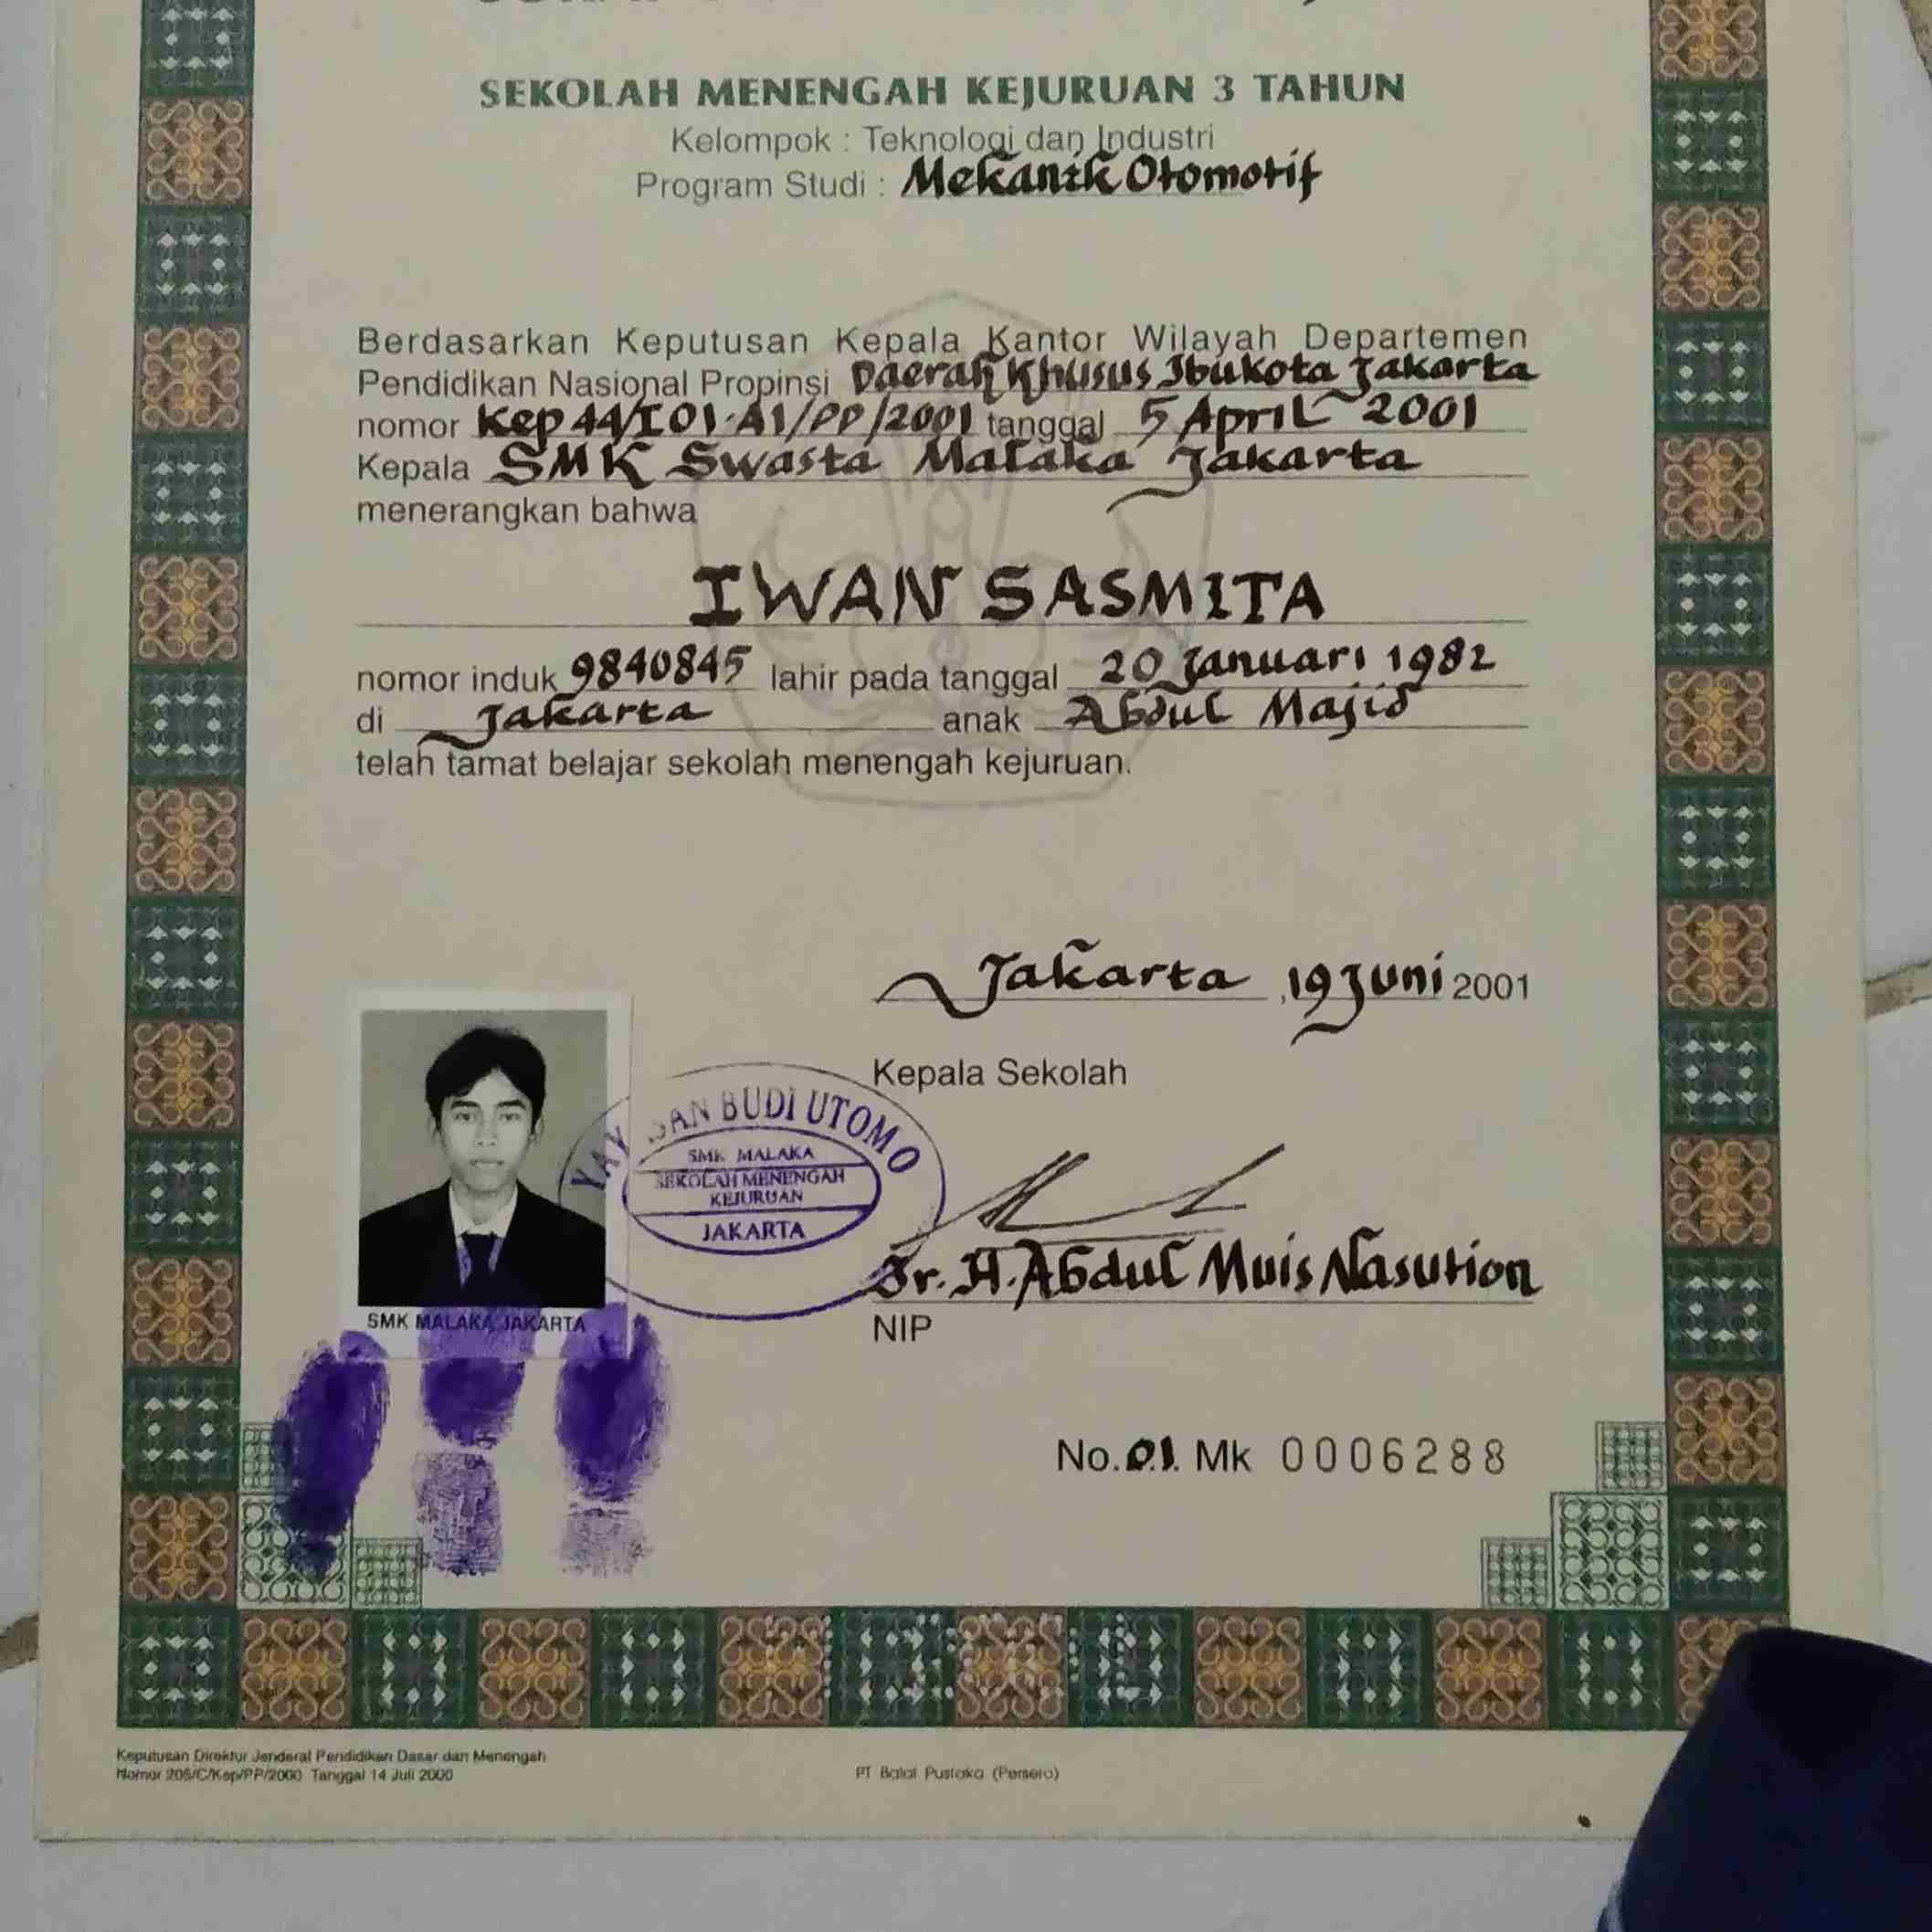 SEKOLAH MENENGAH KEJURUAN 3 TAHUN
Kelompok : Teknologi dan Industri
Program Studi : Mekanik Otomotif
Berdasarkan Keputusan Kepala Kantor Wilayah Departemen
Pendidikan Nasional Propinsi Daerah Khusus Ibukota Jakarta
nomor Kep 44/I01-A1/PP/2001 tanggal 5 April 2001
Kepala SMK Swasta Malaka Jakarta
menerangkan bahwa
IWAN SASMITA
nomor induk 9840845 lahir pada tanggal 20 Januari 1982
di Jakarta anak Abdul Majid
telah tamat belajar sekolah menengah kejuruan.
Jakarta, 19 Juni 2001
Kepala Sekolah
BUDI UTOMO
SMK MALAKA
SEKOLAH MENENGAH
KEJURUAN
JAKARTA
Ir. H. Abdul Muis Nasution
NIP
SMK MALAKA JAKARTA
No. 01. Mk 0006288
Keputusan Direktur Jenderal Pendidikan Dasar dan Menengah
Nomor 205/C/Kep/PP/2000 Tanggal 14 Juli 2000
PT Balai Pustaka (Persero)